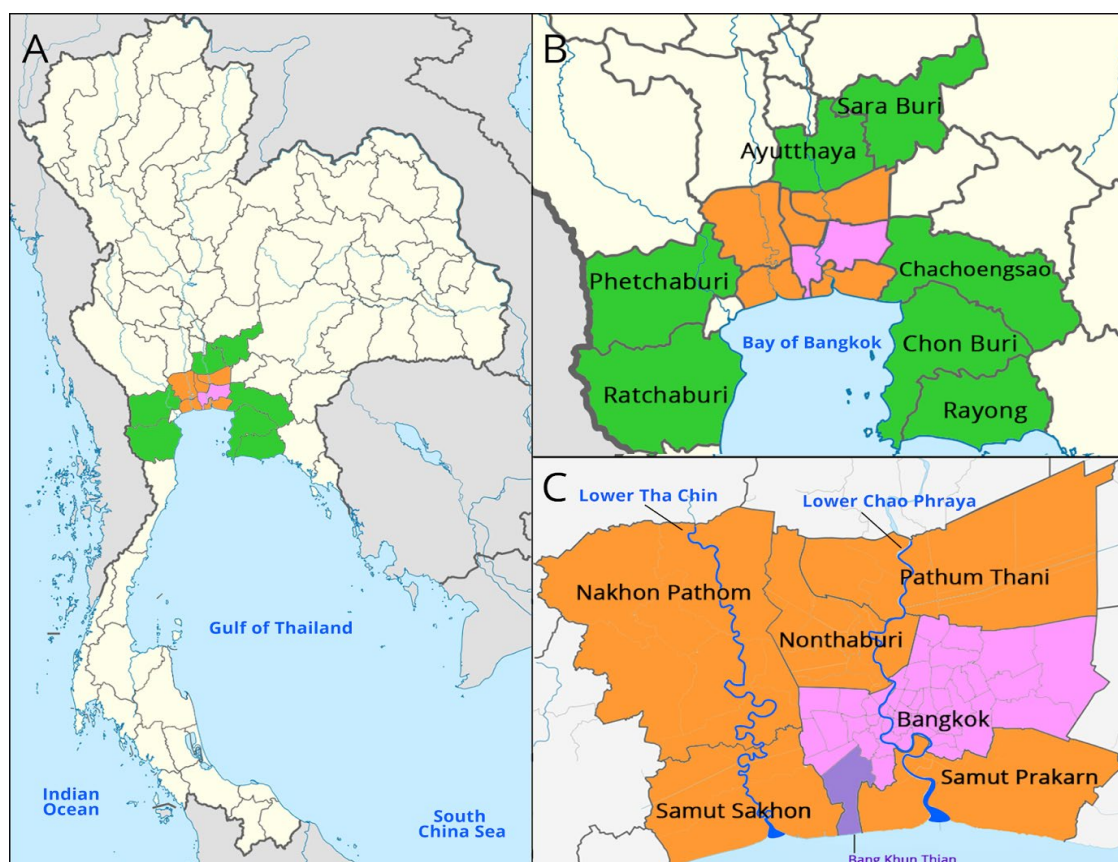 A
Gulf of Thailand
Indian
Ocean
South
China Sea
B
Sara Buri
Ayutthaya
Phetchaburi
Chachoengsao
Bay of Bangkok
Chon Buri
Ratchaburi
Rayong
C
Lower Tha Chin
Lower Chao Phraya
Nakhon Pathom
Pathum Thani
Nonthaburi
Bangkok
Samut Prakarn
Samut Sakhon
Bang Khun Thian